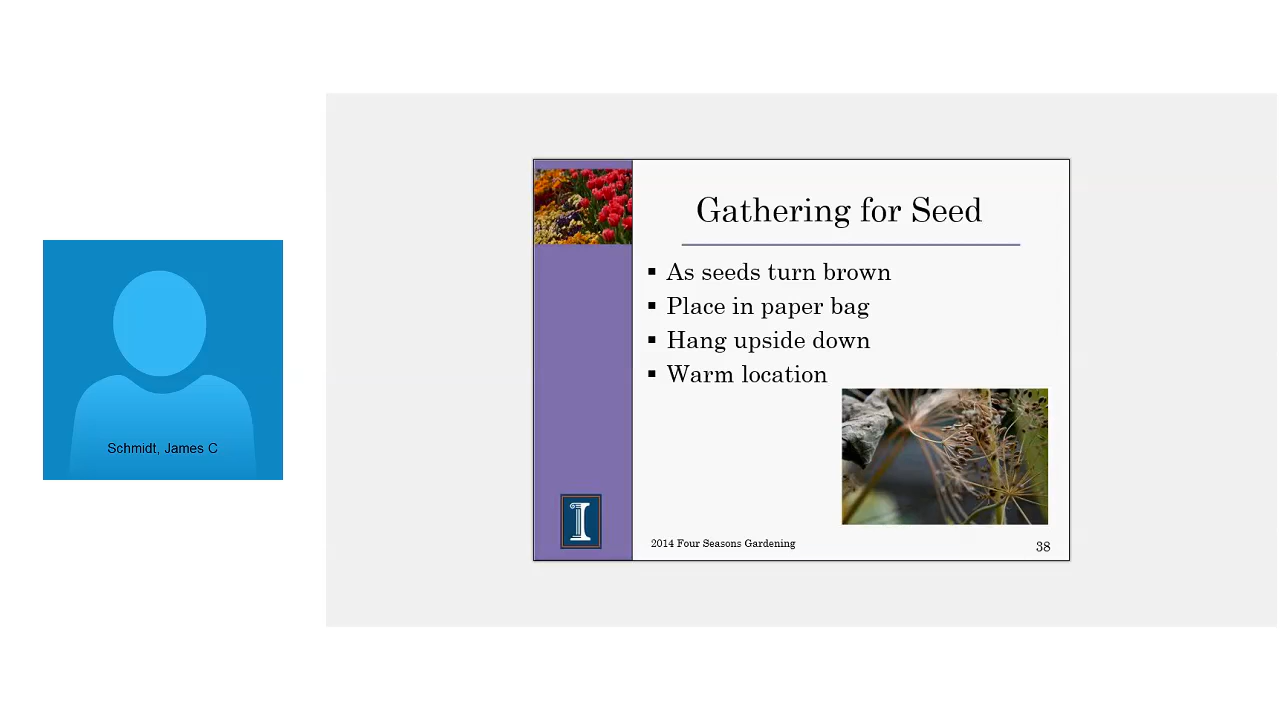 Schmidt, James C
Gathering for Seed
As seeds turn brown
Place in paper bag
Hang upside down
Warm location
I
2014 Four Seasons Gardening
38